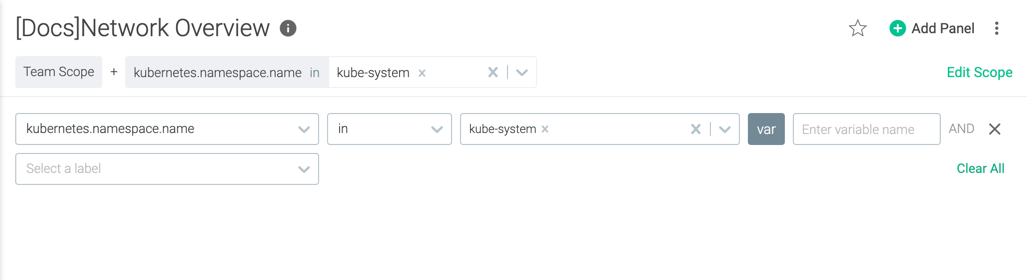 [Docs]Network Overview i Add Panel
Team Scope + kubernetes.namespace.name in kube-system × Edit Scope
kubernetes.namespace.name in kube-system × var Enter variable name AND
Select a label Clear All